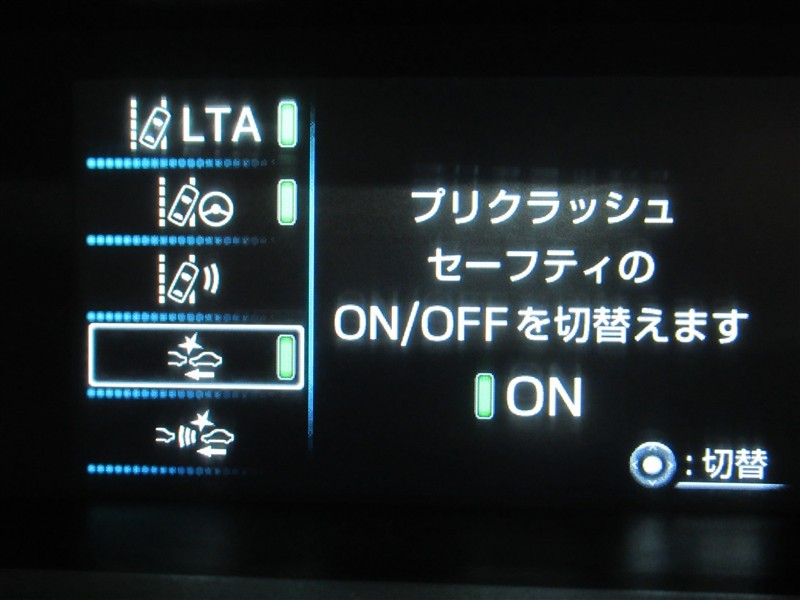 LTA
プリクラッシュ
セーフティの
ON/OFFを切替えます
ON
:切替